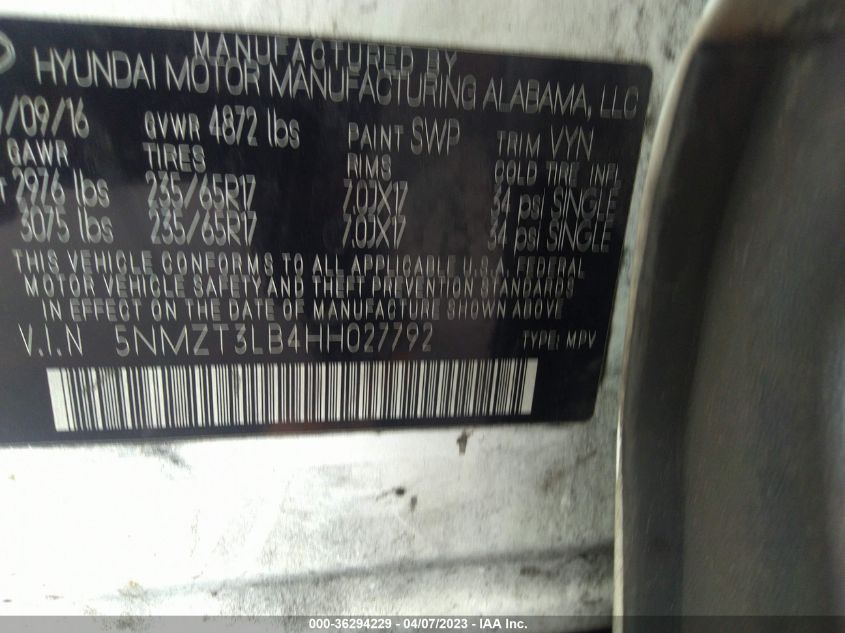 MANUFACTURED BY
HYUNDAI MOTOR MANUFACTURING ALABAMA, LLC
/09/16 GVWR 4872 lbs PAINT SWP TRIM VYN
GAWR TIRES RIMS COLD TIRE INFL.
2976 lbs 235/65R17 7.0JX17 34 psi SINGLE
3075 lbs 235/65R17 7.0JX17 34 psi SINGLE
THIS VEHICLE CONFORMS TO ALL APPLICABLE U.S.A. FEDERAL
MOTOR VEHICLE SAFETY AND THEFT PREVENTION STANDARDS
IN EFFECT ON THE DATE OF MANUFACTURE SHOWN ABOVE
V.I.N 5NMZT3LB4HH027792 TYPE: MPV
000-36294229 - 04/07/2023 - IAA Inc.